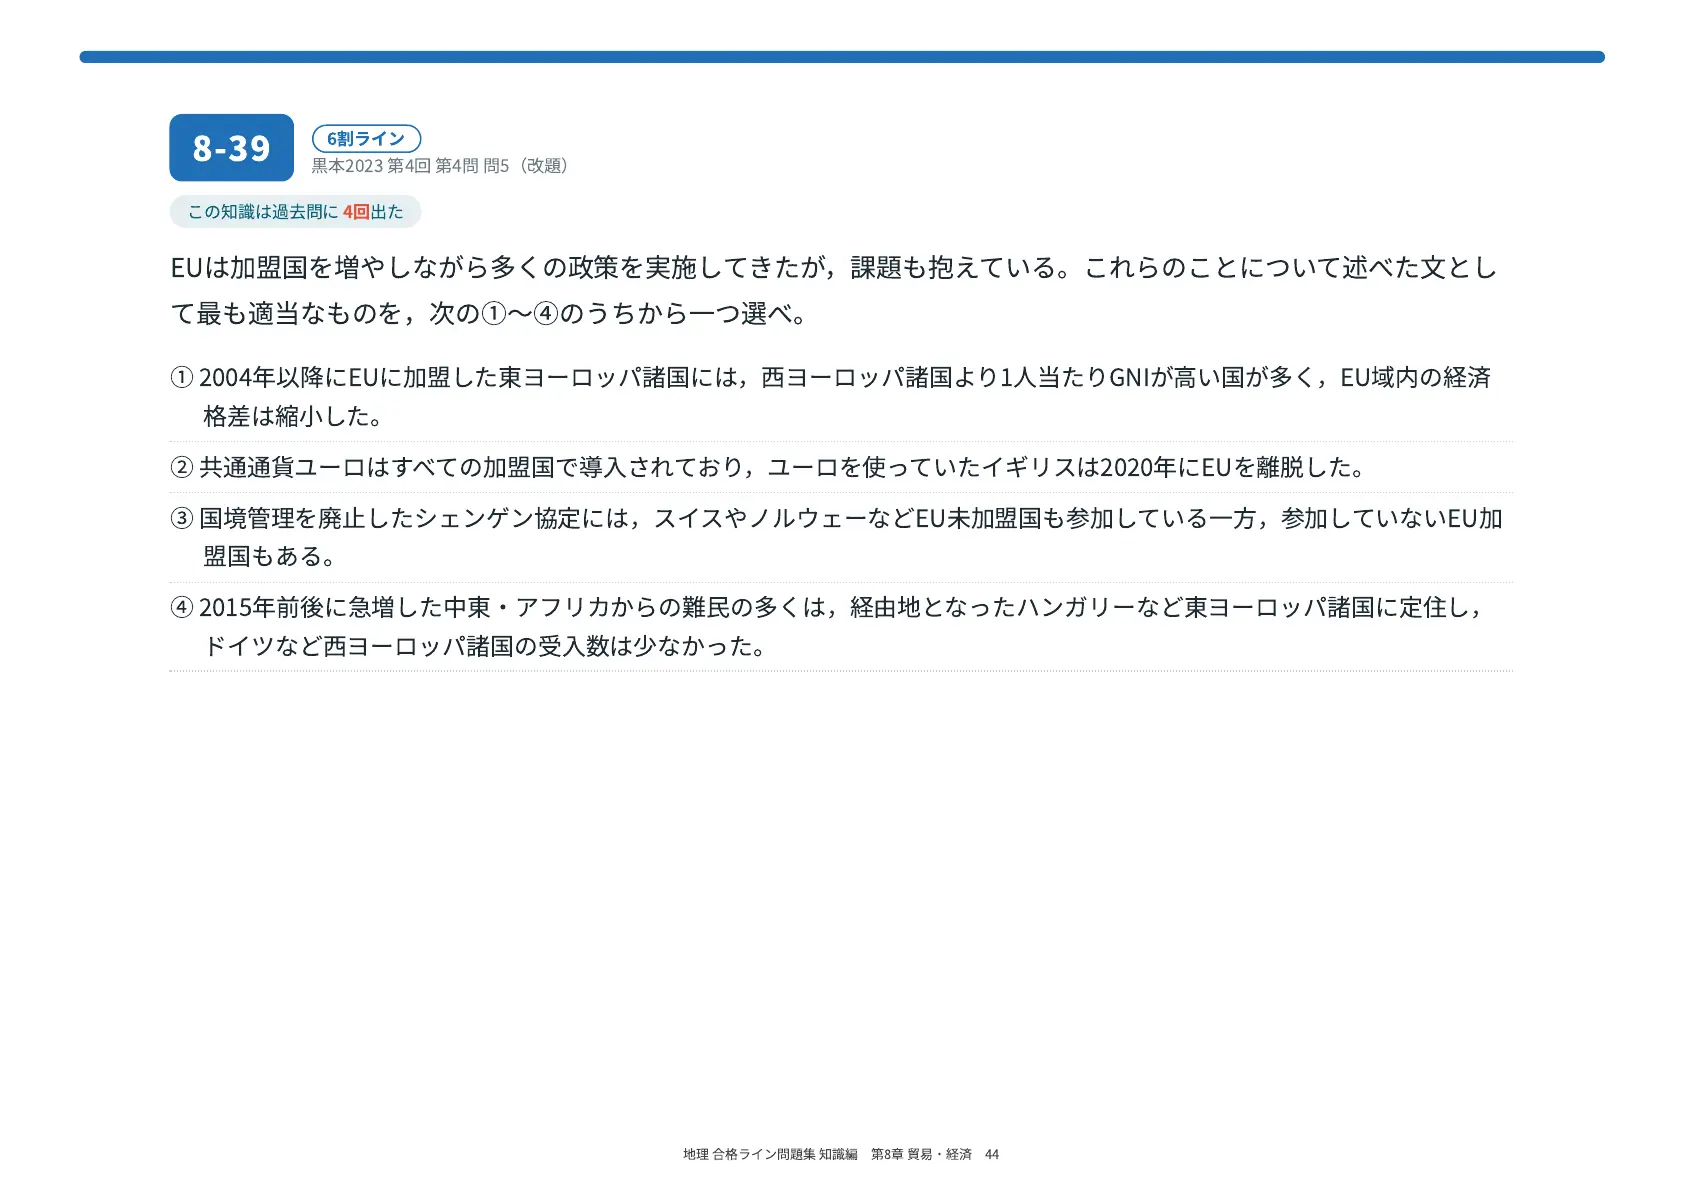 8-39
6割ライン
黒本2023 第4回 第4問 問5（改題）
この知識は過去問に 4回出た
EUは加盟国を増やしながら多くの政策を実施してきたが，課題も抱えている。これらのことについて述べた文とし
て最も適当なものを，次の①～④のうちから一つ選べ。
① 2004年以降にEUに加盟した東ヨーロッパ諸国には，西ヨーロッパ諸国より1人当たりGNIが高い国が多く，EU域内の経済
格差は縮小した。
② 共通通貨ユーロはすべての加盟国で導入されており，ユーロを使っていたイギリスは2020年にEUを離脱した。
③ 国境管理を廃止したシェンゲン協定には，スイスやノルウェーなどEU未加盟国も参加している一方，参加していないEU加
盟国もある。
④ 2015年前後に急増した中東・アフリカからの難民の多くは，経由地となったハンガリーなど東ヨーロッパ諸国に定住し，
ドイツなど西ヨーロッパ諸国の受入数は少なかった。
地理 合格ライン問題集 知識編　第8章 貿易・経済　44